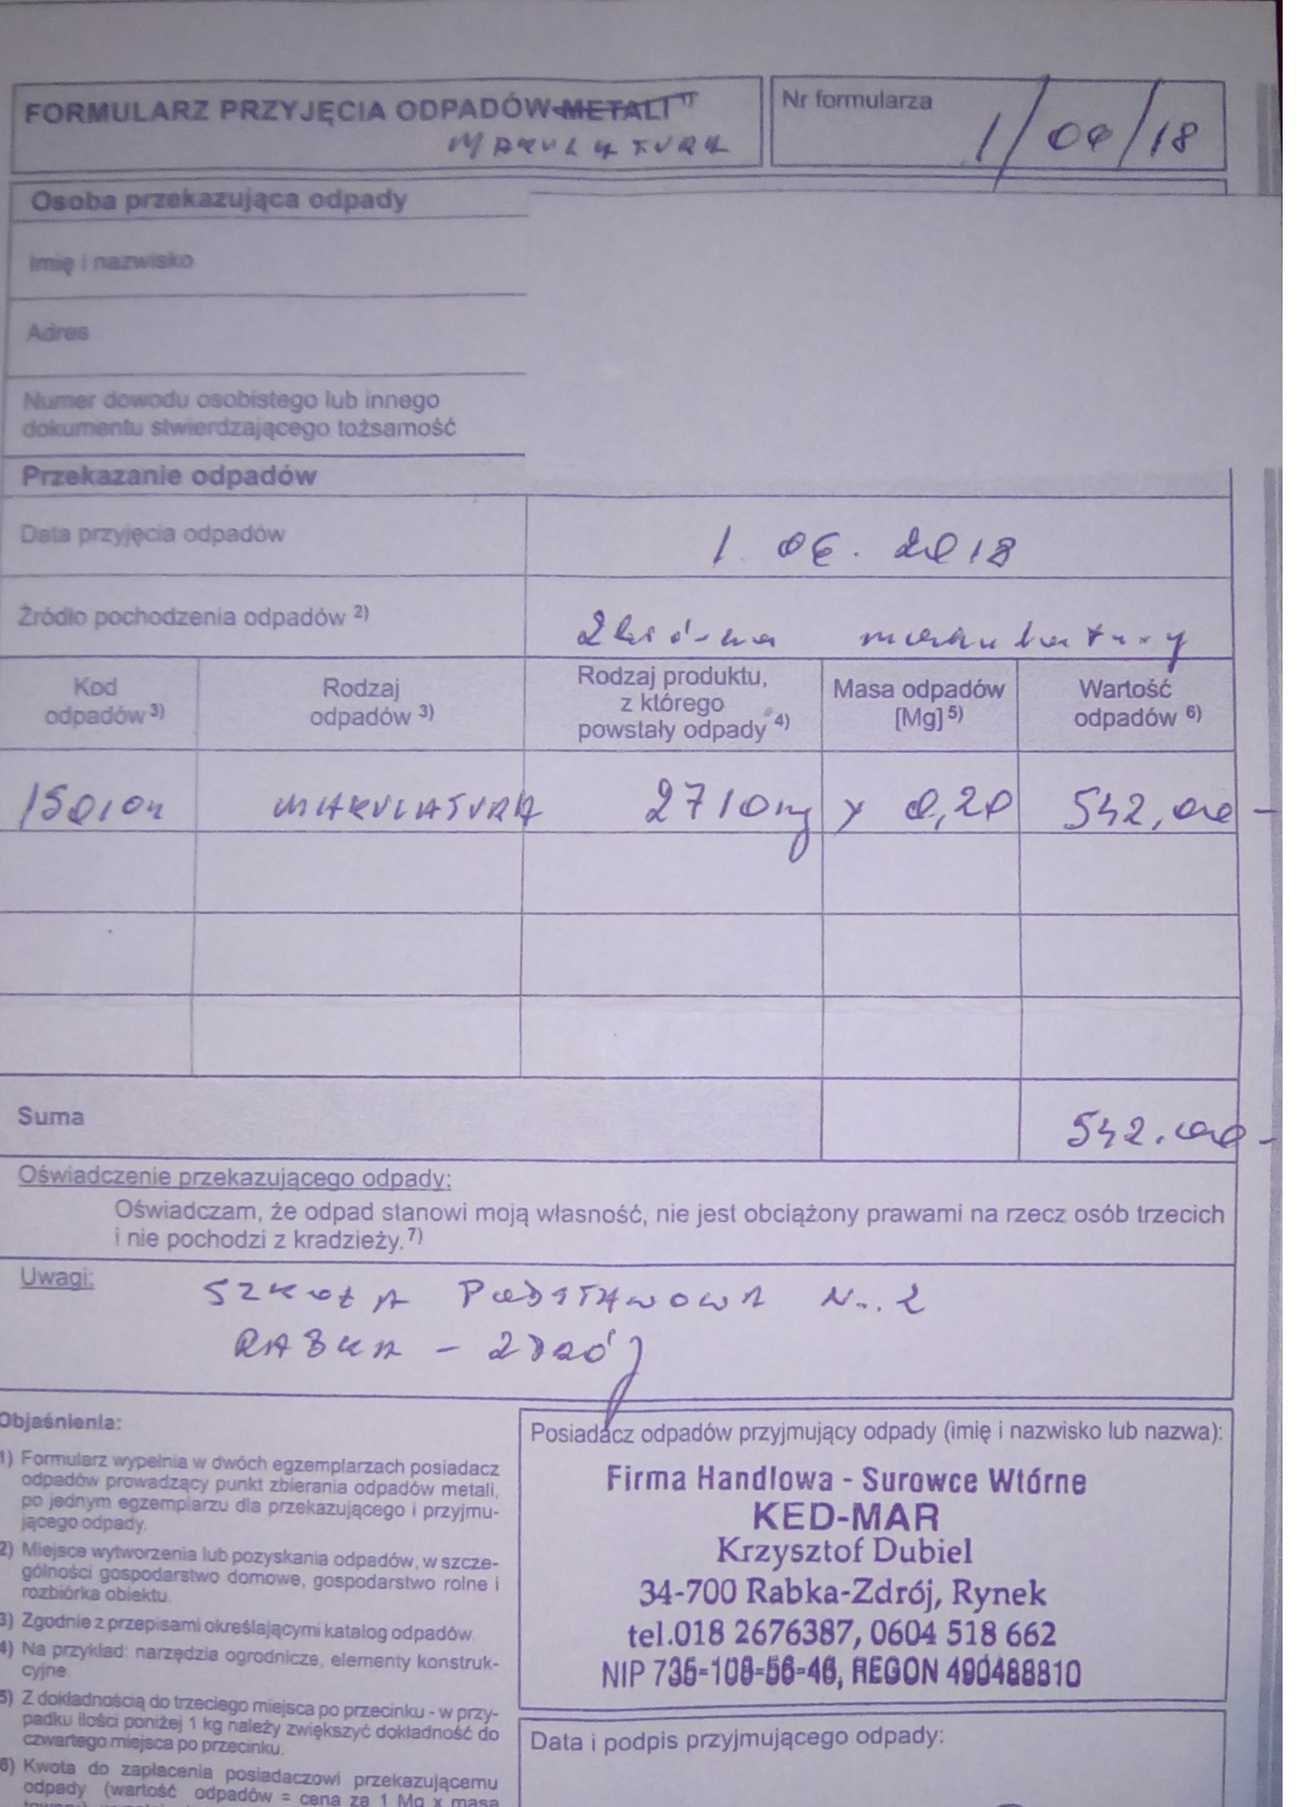 FORMULARZ PRZYJĘCIA ODPADÓW METALI 1)
MAKULATURA
Nr formularza
1/06/18
Osoba przekazująca odpady
Imię i nazwisko
Adres
Numer dowodu osobistego lub innego
dokumentu stwierdzającego tożsamość
Przekazanie odpadów
Data przyjęcia odpadów
1.06.2018
Źródło pochodzenia odpadów 2)
Zbiórka makulatury
Kod
odpadów 3)
Rodzaj
odpadów 3)
Rodzaj produktu,
z którego
powstały odpady 4)
Masa odpadów
[Mg] 5)
Wartość
odpadów 6)
150101 MAKULATURA 2710 kg x 0,20 542,00 -
Suma
542.00 -
Oświadczenie przekazującego odpady:
Oświadczam, że odpad stanowi moją własność, nie jest obciążony prawami na rzecz osób trzecich
i nie pochodzi z kradzieży. 7)
Uwagi:
SZKOŁA PODSTAWOWA Nr. 2
RABKA - ZDRÓJ
Objaśnienia:
1) Formularz wypełnia w dwóch egzemplarzach posiadacz
odpadów prowadzący punkt zbierania odpadów metali,
po jednym egzemplarzu dla przekazującego i przyjmu-
jącego odpady.
2) Miejsce wytworzenia lub pozyskania odpadów, w szcze-
gólności gospodarstwo domowe, gospodarstwo rolne i
rozbiórka obiektu.
3) Zgodnie z przepisami określającymi katalog odpadów.
4) Na przykład: narzędzia ogrodnicze, elementy konstruk-
cyjne.
5) Z dokładnością do trzeciego miejsca po przecinku - w przy-
padku ilości poniżej 1 kg należy zwiększyć dokładność do
czwartego miejsca po przecinku.
6) Kwota do zapłacenia posiadaczowi przekazującemu
odpady (wartość odpadów = cena za 1 Mg x masa
Posiadacz odpadów przyjmujący odpady (imię i nazwisko lub nazwa):
Firma Handlowa - Surowce Wtórne
KED-MAR
Krzysztof Dubiel
34-700 Rabka-Zdrój, Rynek
tel.018 2676387, 0604 518 662
NIP 735-108-56-46, REGON 490488810
Data i podpis przyjmującego odpady: